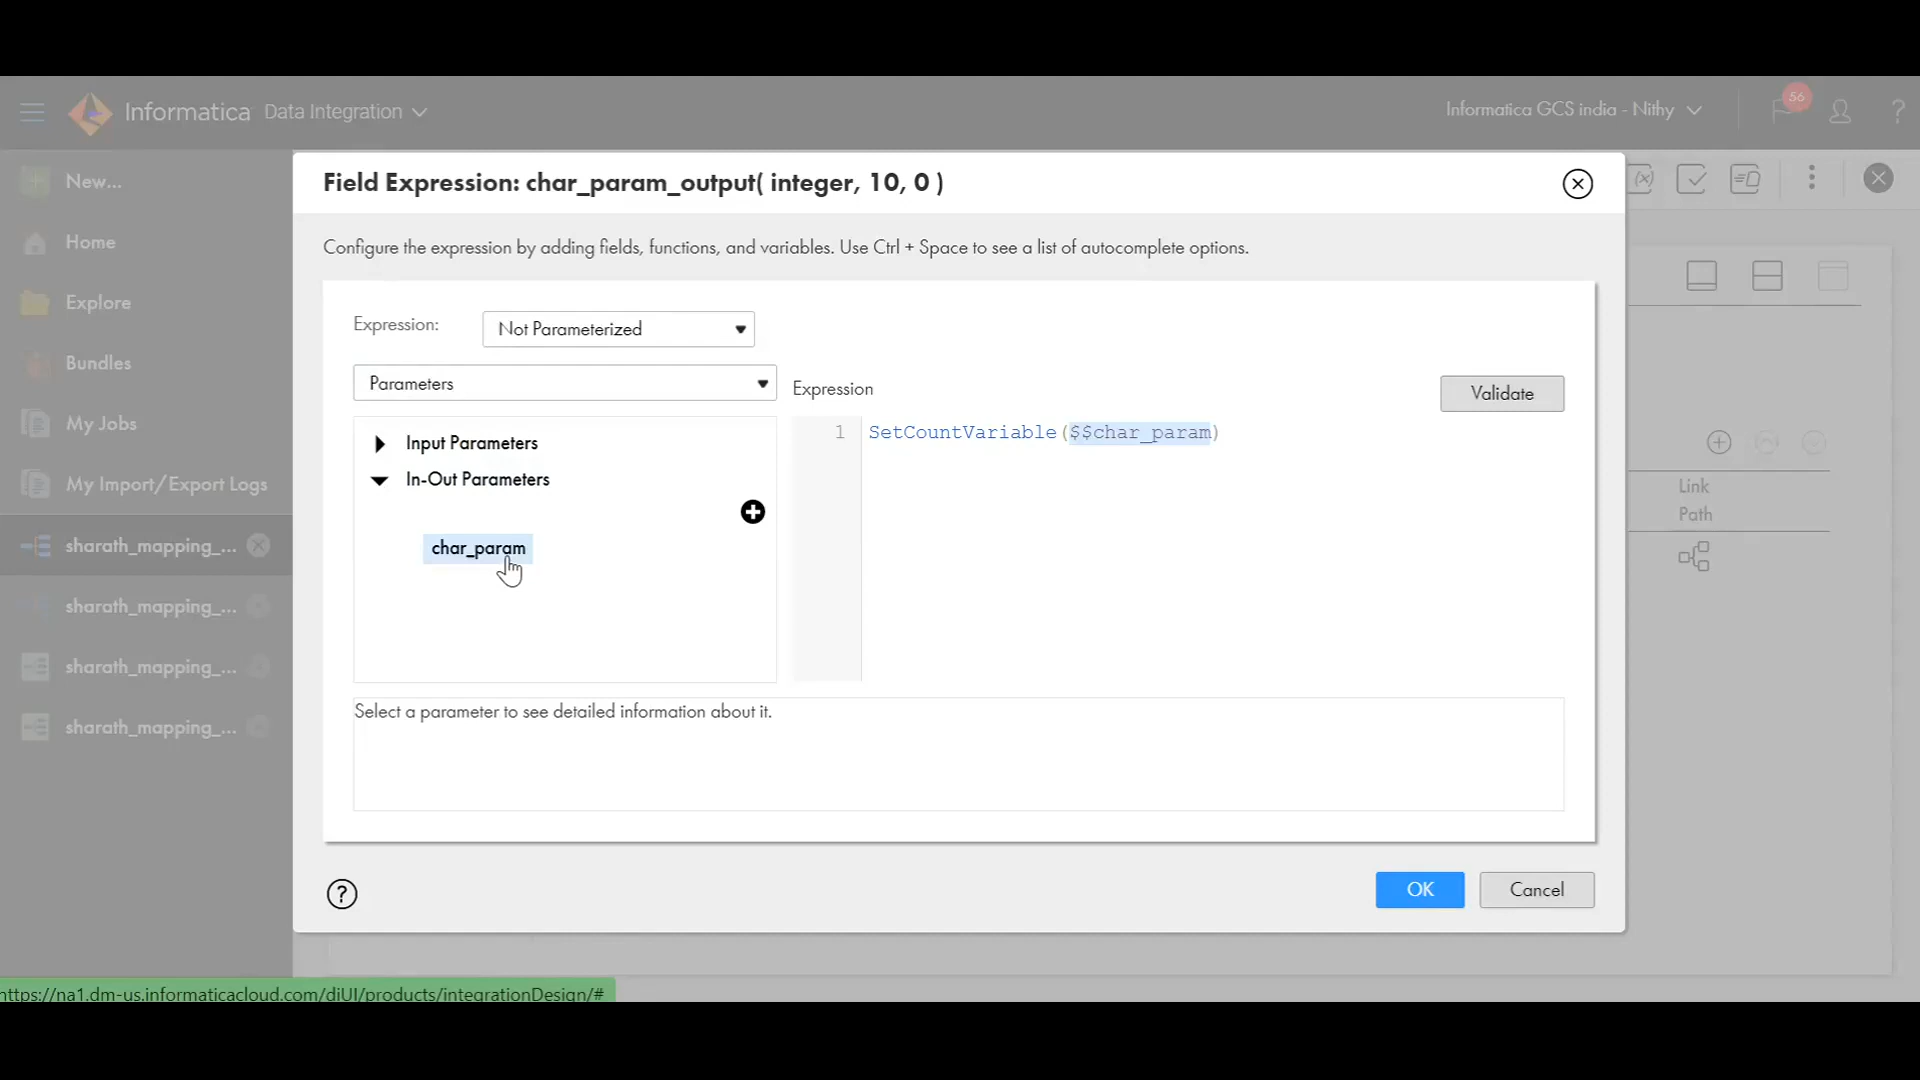 Informatica Data Integration
Informatica GCS india - Nithy
56
?
New...
Home
Explore
Bundles
My Jobs
My Import/Export Logs
sharath_mapping_...
sharath_mapping_...
sharath_mapping_...
sharath_mapping_...
Field Expression: char_param_output( integer, 10, 0 )
Configure the expression by adding fields, functions, and variables. Use Ctrl + Space to see a list of autocomplete options.
Expression:
Not Parameterized
Parameters
Expression
Validate
Input Parameters
In-Out Parameters
char_param
1 SetCountVariable($$char_param)
Select a parameter to see detailed information about it.
?
OK
Cancel
Link
Path
https://na1.dm-us.informaticacloud.com/diUI/products/integrationDesign/#